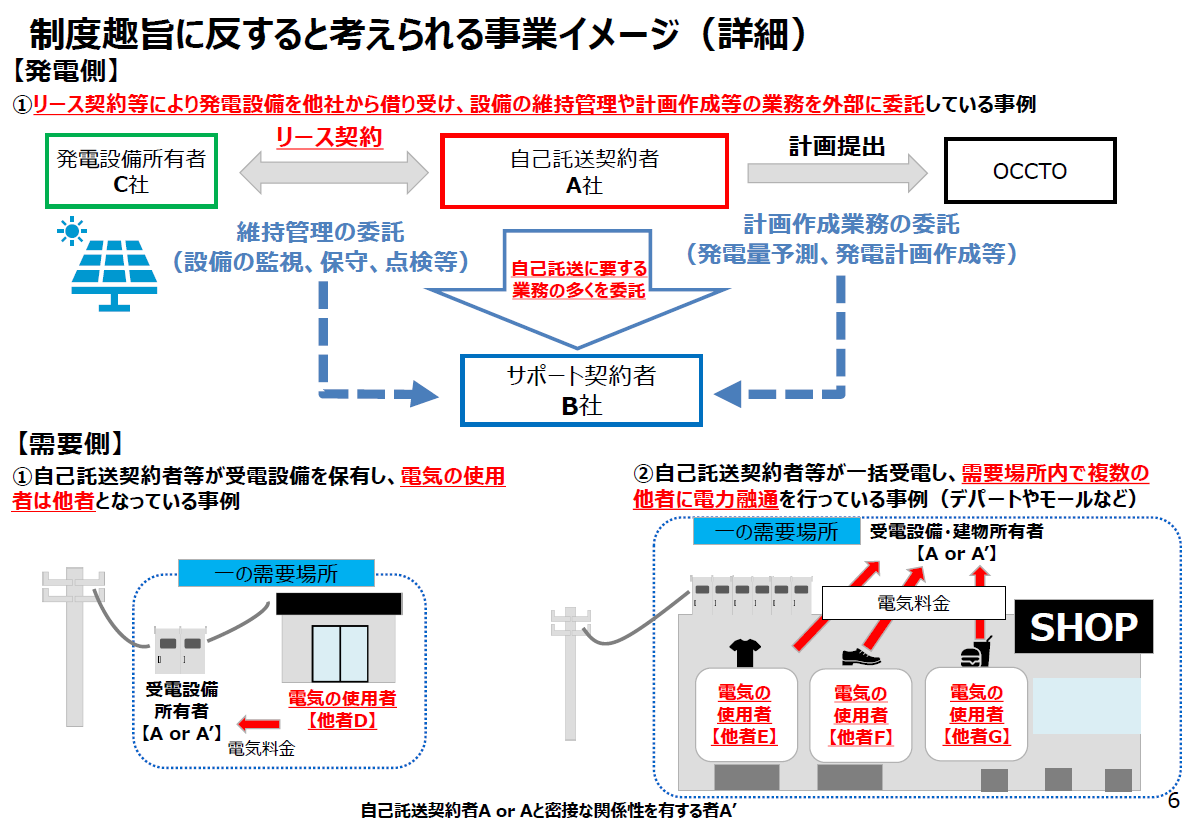 制度趣旨に反すると考えられる事業イメージ（詳細）
【発電側】
①リース契約等により発電設備を他社から借り受け、設備の維持管理や計画作成等の業務を外部に委託している事例
発電設備所有者
C社
リース契約
自己託送契約者
A社
計画提出
OCCTO
維持管理の委託
（設備の監視、保守、点検等）
自己託送に要する
業務の多くを委託
計画作成業務の委託
（発電量予測、発電計画作成等）
サポート契約者
B社
【需要側】
①自己託送契約者等が受電設備を保有し、電気の使用
者は他者となっている事例
一の需要場所
受電設備
所有者
【A or A′】
電気の使用者
【他者D】
電気料金
②自己託送契約者等が一括受電し、需要場所内で複数の
他者に電力融通を行っている事例（デパートやモールなど）
一の需要場所
受電設備・建物所有者
【A or A′】
電気料金
SHOP
電気の
使用者
【他者E】
電気の
使用者
【他者F】
電気の
使用者
【他者G】
自己託送契約者A or Aと密接な関係性を有する者A′
6